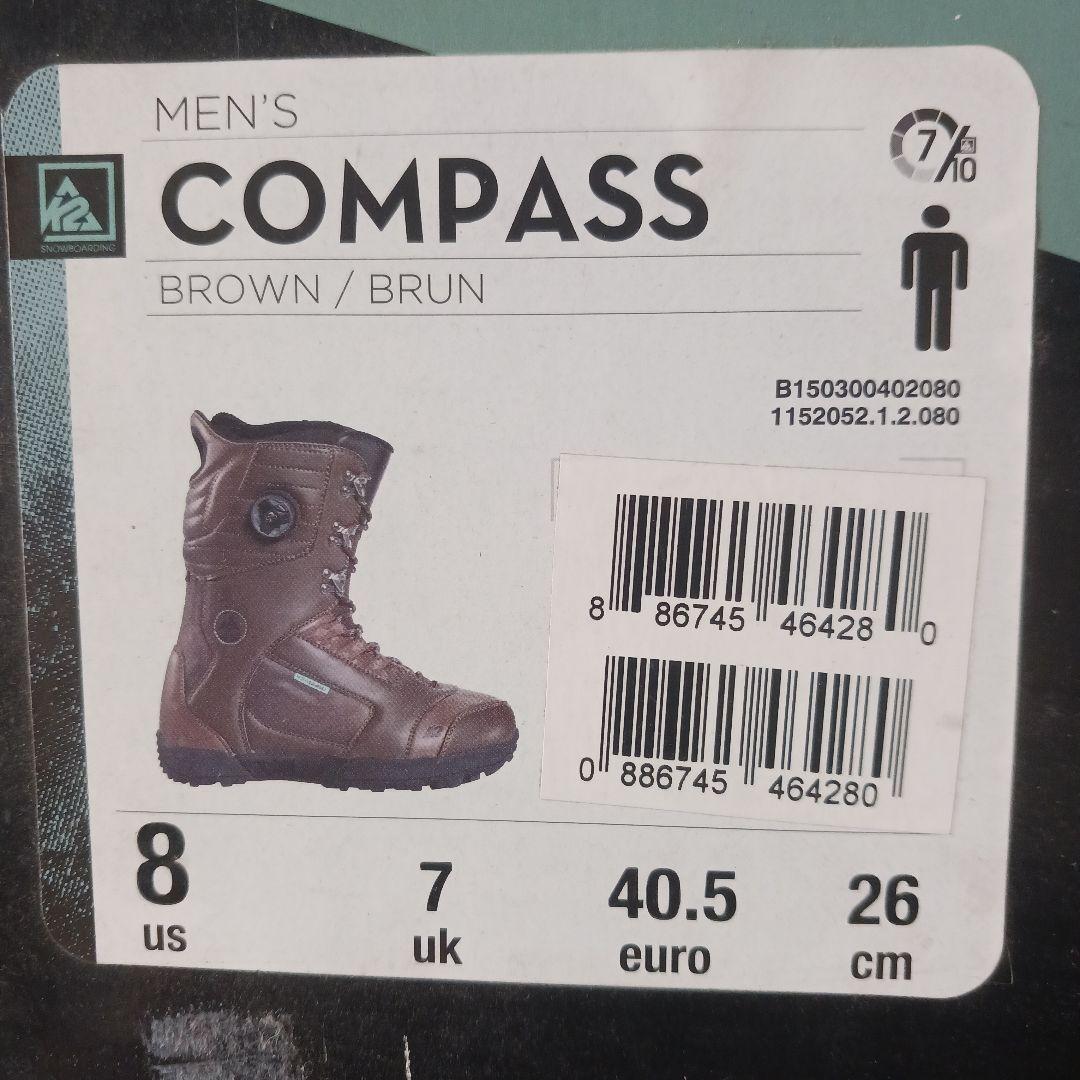 MEN'S
COMPASS
BROWN / BRUN
K2
SNOWBOARDING
7/10
B150300402080
1152052.1.2.080
8 86745 46428 0
0 886745 464280
8 us
7 uk
40.5 euro
26 cm